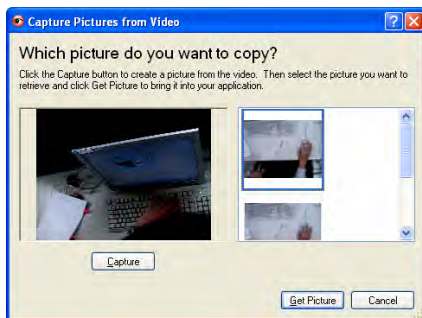 Capture Pictures from Video
Which picture do you want to copy?
Click the Capture button to create a picture from the video. Then select the picture you want to
retrieve and click Get Picture to bring it into your application.
Capture
Get Picture
Cancel